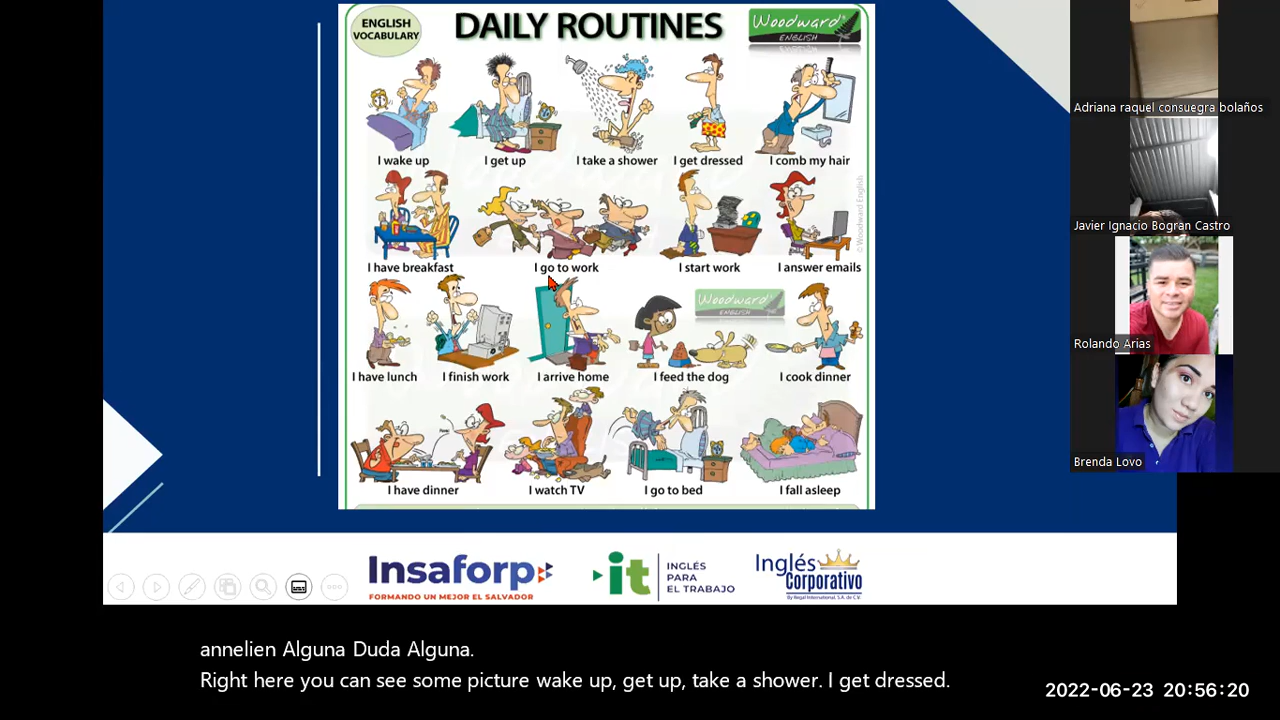 ENGLISH
VOCABULARY
DAILY ROUTINES
Woodward
ENGLISH
I wake up
I get up
I take a shower
I get dressed
I comb my hair
I have breakfast
I go to work
I start work
I answer emails
© Woodward English
Woodward
ENGLISH
I have lunch
I finish work
I arrive home
I feed the dog
I cook dinner
I have dinner
I watch TV
I go to bed
I fall asleep
Insaforp
FORMANDO UN MEJOR EL SALVADOR
it
INGLÉS
PARA
EL TRABAJO
Inglés
Corporativo
By Regal International, S.A. de C.V.
Adriana raquel consuegra bolaños
Javier Ignacio Bogran Castro
Rolando Arias
Brenda Lovo
annelien Alguna Duda Alguna.
Right here you can see some picture wake up, get up, take a shower. I get dressed.
2022-06-23 20:56:20